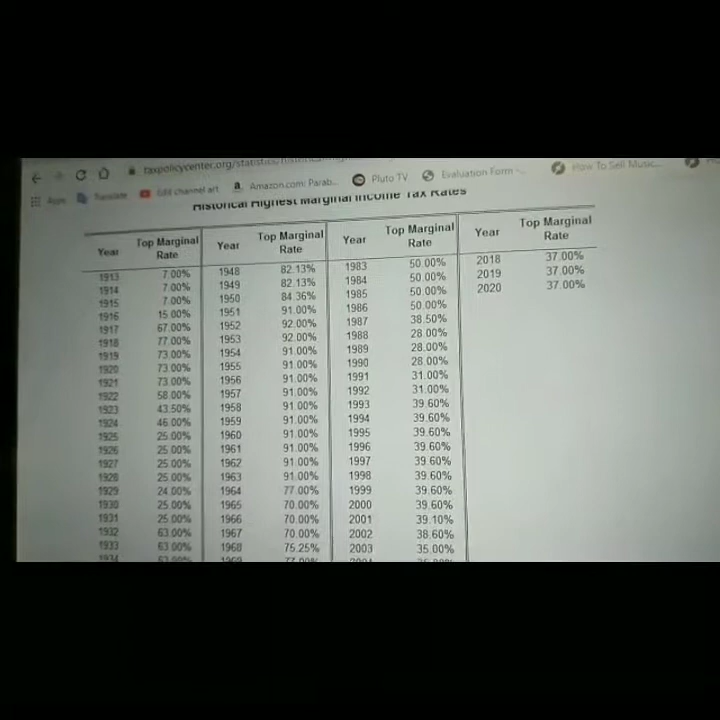 taxpolicycenter.org/statistics/historical-hig
Apps Translate Edit channel art Amazon.com: Parab... Pluto TV Evaluation Form -... How To Sell Music...
Historical Highest Marginal Income Tax Rates
Year Top Marginal Rate Year Top Marginal Rate Year Top Marginal Rate Year Top Marginal Rate
1913 7.00% 1948 82.13% 1983 50.00% 2018 37.00%
1914 7.00% 1949 82.13% 1984 50.00% 2019 37.00%
1915 7.00% 1950 84.36% 1985 50.00% 2020 37.00%
1916 15.00% 1951 91.00% 1986 50.00%
1917 67.00% 1952 92.00% 1987 38.50%
1918 77.00% 1953 92.00% 1988 28.00%
1919 73.00% 1954 91.00% 1989 28.00%
1920 73.00% 1955 91.00% 1990 28.00%
1921 73.00% 1956 91.00% 1991 31.00%
1922 58.00% 1957 91.00% 1992 31.00%
1923 43.50% 1958 91.00% 1993 39.60%
1924 46.00% 1959 91.00% 1994 39.60%
1925 25.00% 1960 91.00% 1995 39.60%
1926 25.00% 1961 91.00% 1996 39.60%
1927 25.00% 1962 91.00% 1997 39.60%
1928 25.00% 1963 91.00% 1998 39.60%
1929 24.00% 1964 77.00% 1999 39.60%
1930 25.00% 1965 70.00% 2000 39.60%
1931 25.00% 1966 70.00% 2001 39.10%
1932 63.00% 1967 70.00% 2002 38.60%
1933 63.00% 1968 75.25% 2003 35.00%
1934 63.00% 1969 77.00% 2004